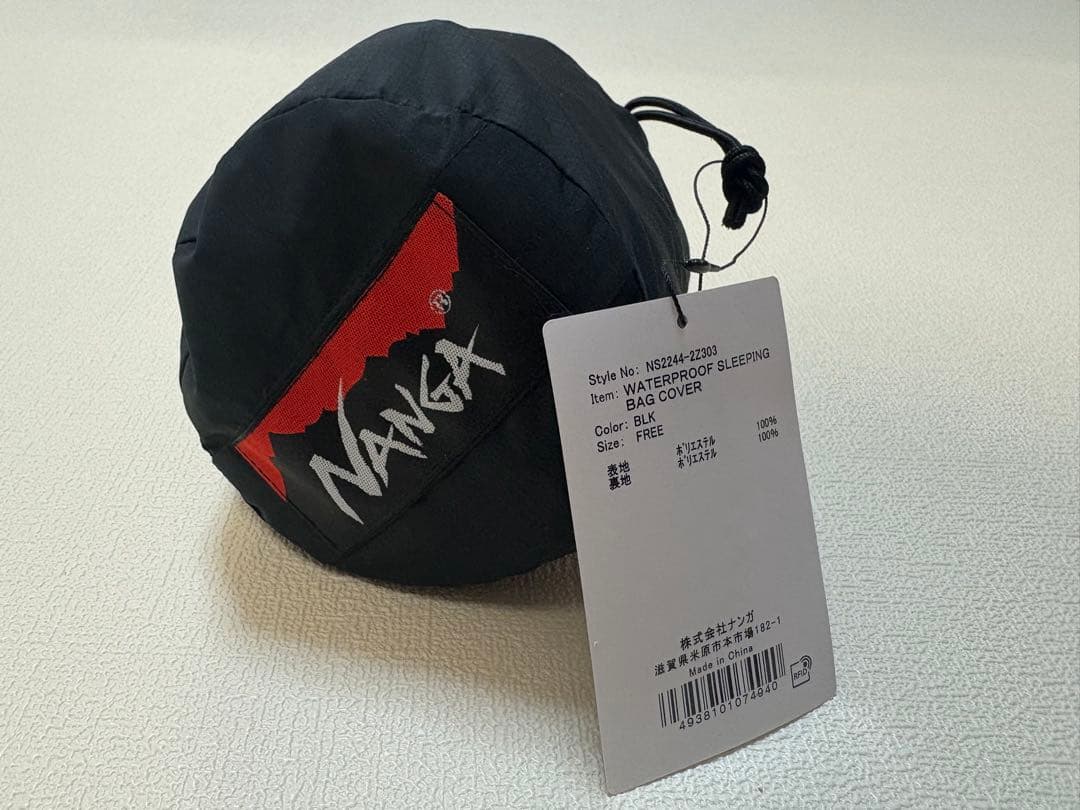 NANGA®
Style No: NS2244-2Z303
Item: WATERPROOF SLEEPING
BAG COVER
Color: BLK
Size: FREE
表地 ポリエステル 100%
裏地 ポリエステル 100%
株式会社ナンガ
滋賀県米原市本市場182-1
Made in China
4938101074940
RFID